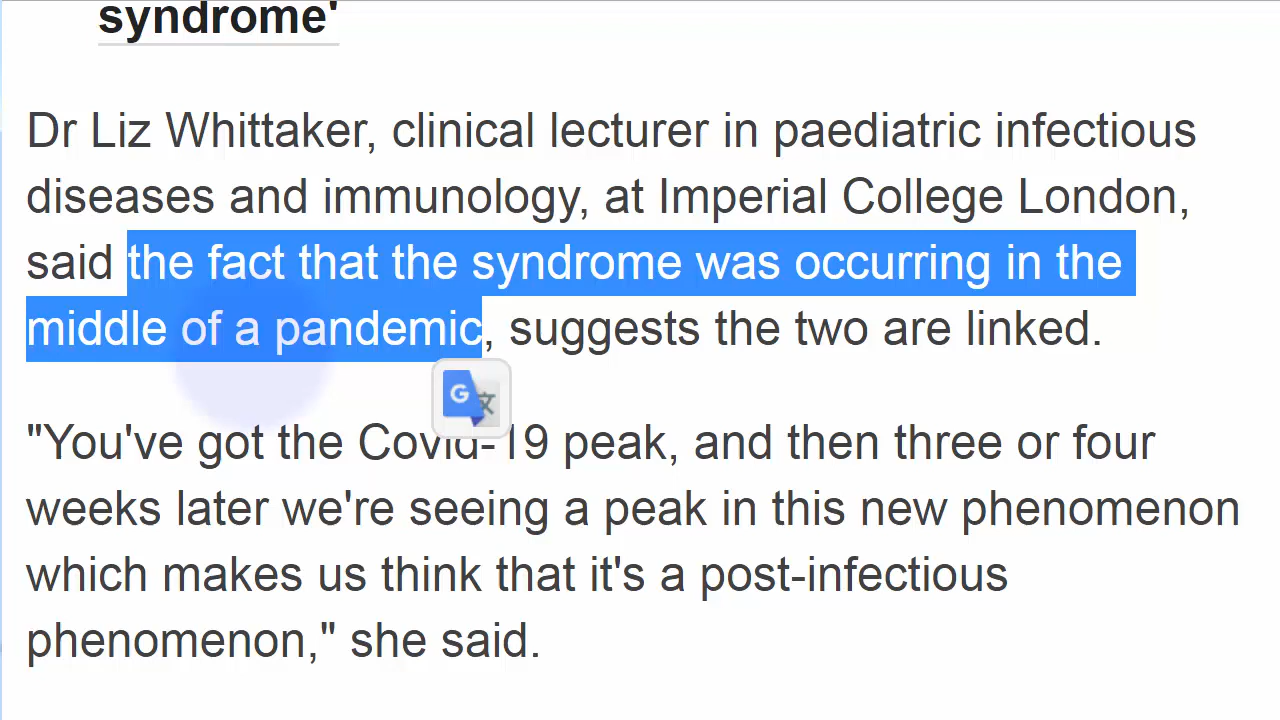 syndrome'
Dr Liz Whittaker, clinical lecturer in paediatric infectious
diseases and immunology, at Imperial College London,
said the fact that the syndrome was occurring in the
middle of a pandemic, suggests the two are linked.
G 文
"You've got the Covid-19 peak, and then three or four
weeks later we're seeing a peak in this new phenomenon
which makes us think that it's a post-infectious
phenomenon," she said.